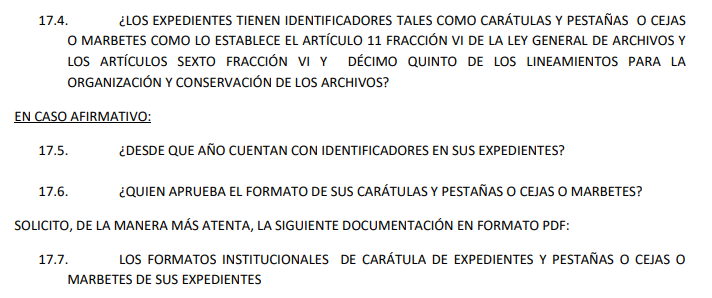 17.4. ¿LOS EXPEDIENTES TIENEN IDENTIFICADORES TALES COMO CARÁTULAS Y PESTAÑAS O CEJAS
O MARBETES COMO LO ESTABLECE EL ARTÍCULO 11 FRACCIÓN VI DE LA LEY GENERAL DE ARCHIVOS Y
LOS ARTÍCULOS SEXTO FRACCIÓN VI Y DÉCIMO QUINTO DE LOS LINEAMIENTOS PARA LA
ORGANIZACIÓN Y CONSERVACIÓN DE LOS ARCHIVOS?
EN CASO AFIRMATIVO:
17.5. ¿DESDE QUE AÑO CUENTAN CON IDENTIFICADORES EN SUS EXPEDIENTES?
17.6. ¿QUIEN APRUEBA EL FORMATO DE SUS CARÁTULAS Y PESTAÑAS O CEJAS O MARBETES?
SOLICITO, DE LA MANERA MÁS ATENTA, LA SIGUIENTE DOCUMENTACIÓN EN FORMATO PDF:
17.7. LOS FORMATOS INSTITUCIONALES DE CARÁTULA DE EXPEDIENTES Y PESTAÑAS O CEJAS O
MARBETES DE SUS EXPEDIENTES